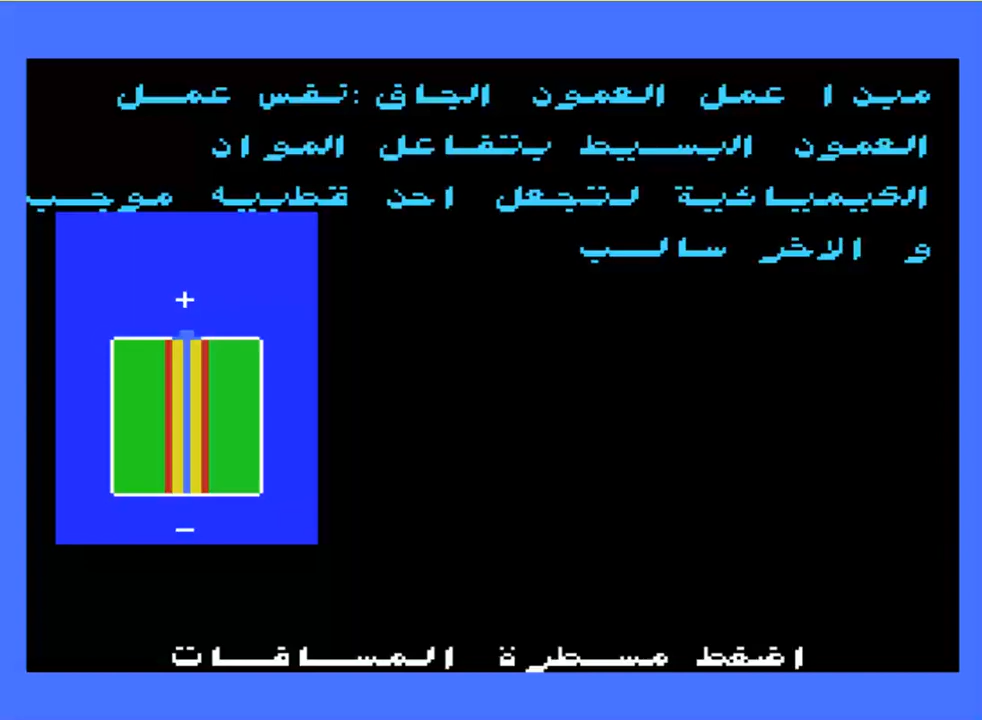 مبدا عمل العمود الجاف:نفس عمل
العمود البسيط بتفاعل المواد
الكيميائية لتجعل احد قطبيه موجب
و الاخر سالب
+
−
اضغط مسطرة المسافات